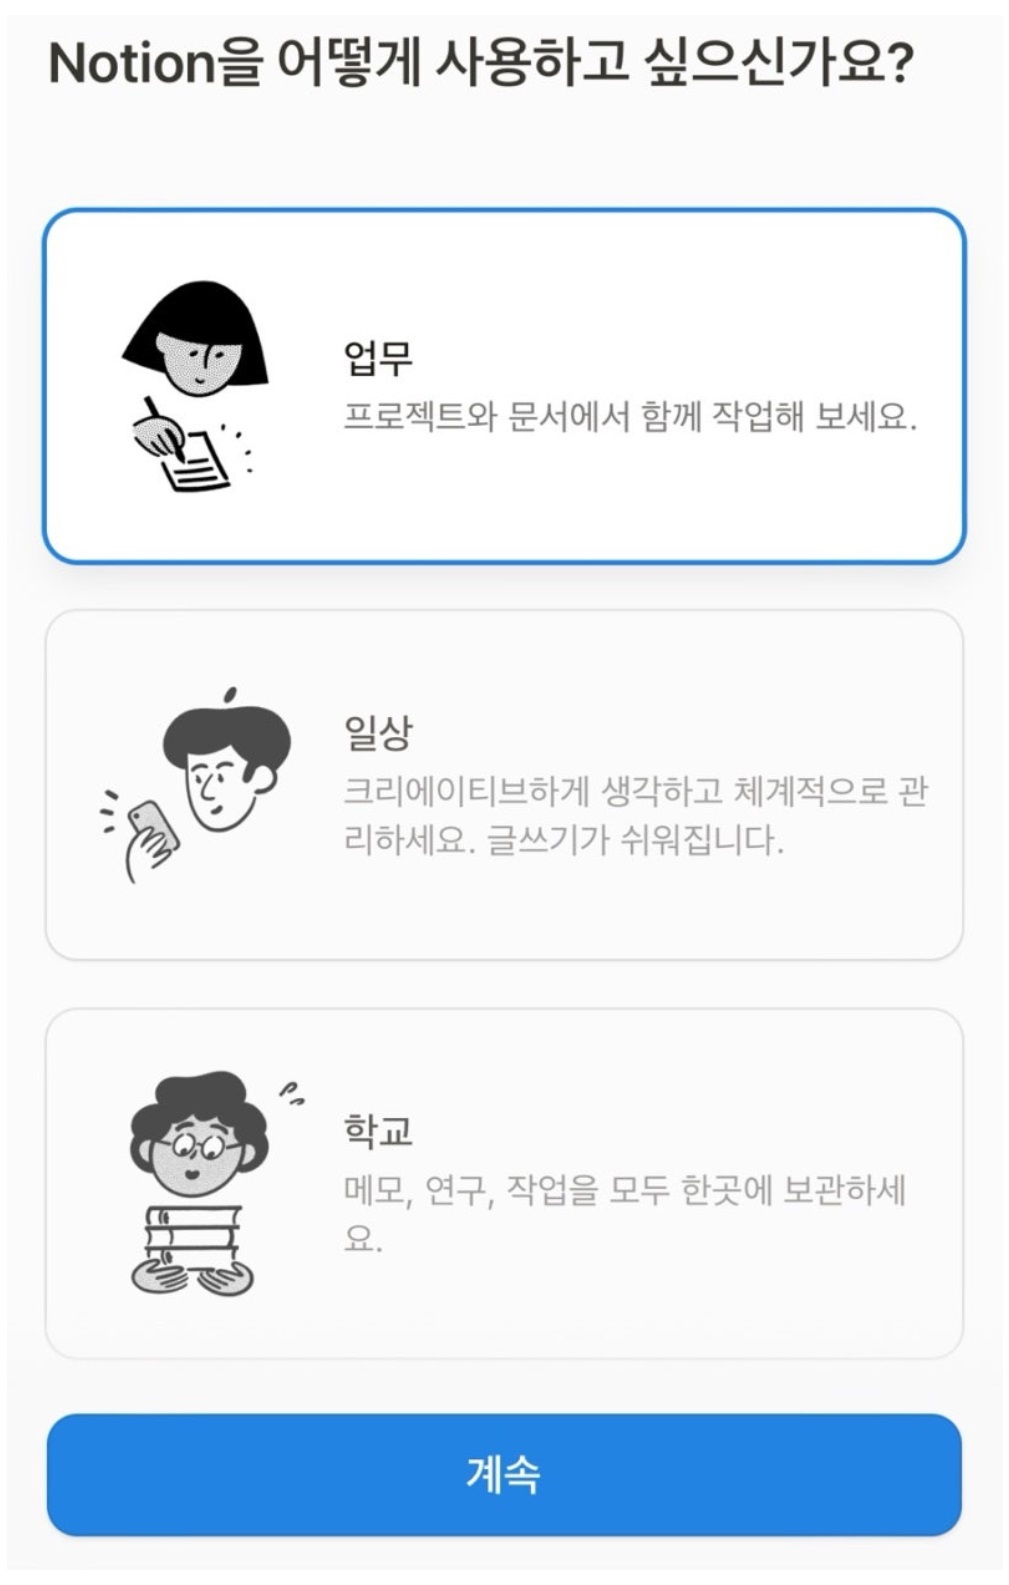 Notion을 어떻게 사용하고 싶으신가요?
업무
프로젝트와 문서에서 함께 작업해 보세요.
일상
크리에이티브하게 생각하고 체계적으로 관
리하세요. 글쓰기가 쉬워집니다.
학교
메모, 연구, 작업을 모두 한곳에 보관하세
요.
계속